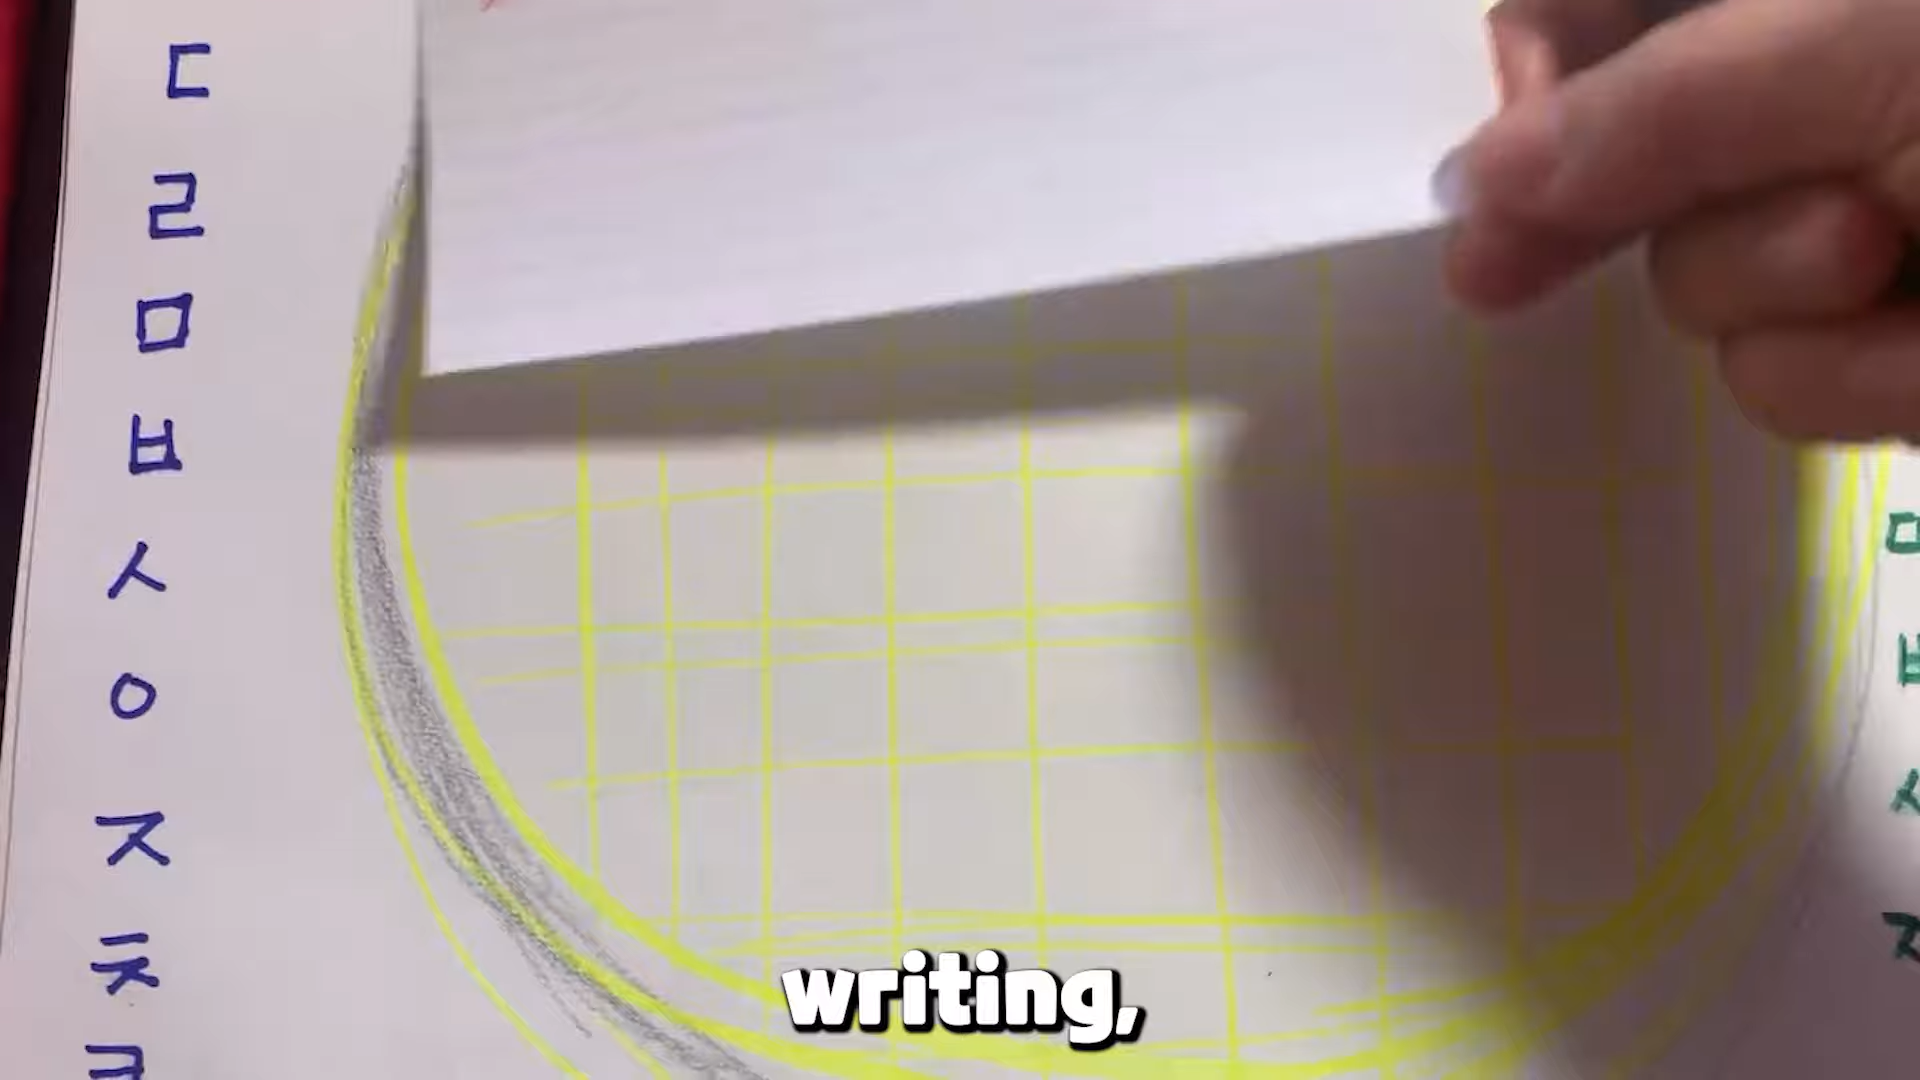 ㄷ
ㄹ
ㅁ
ㅂ
ㅅ
ㅇ
ㅈ
ㅊ
ㅋ
ㅁ
ㅂ
ㅅ
ㅈ
writing,